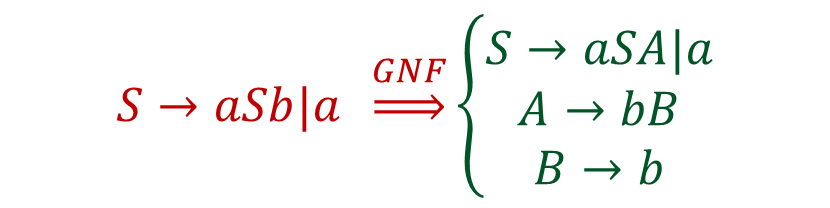 S → aSb|a
GNF
⟹
S → aSA|a
A → bB
B → b